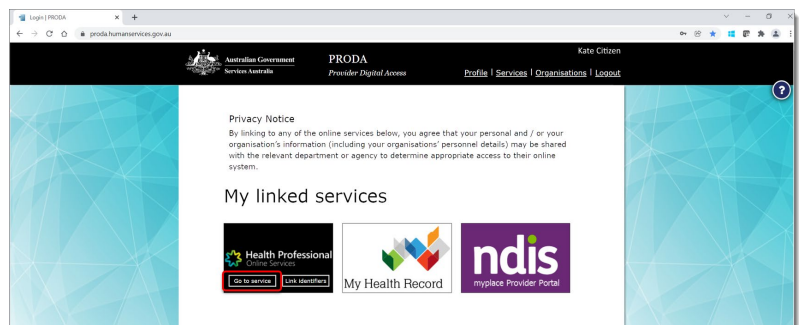 Login | PRODA
proda.humanservices.gov.au
Kate Citizen
Australian Government
Services Australia
PRODA
Provider Digital Access
Profile | Services | Organisations | Logout
?
Privacy Notice
By linking to any of the online services below, you agree that your personal and / or your
organisation's information (including your organisations' personnel details) may be shared
with the relevant department or agency to determine appropriate access to their online
system.
My linked services
Health Professional
Online Services
Go to service
Link identifiers
My Health Record
ndis
myplace Provider Portal